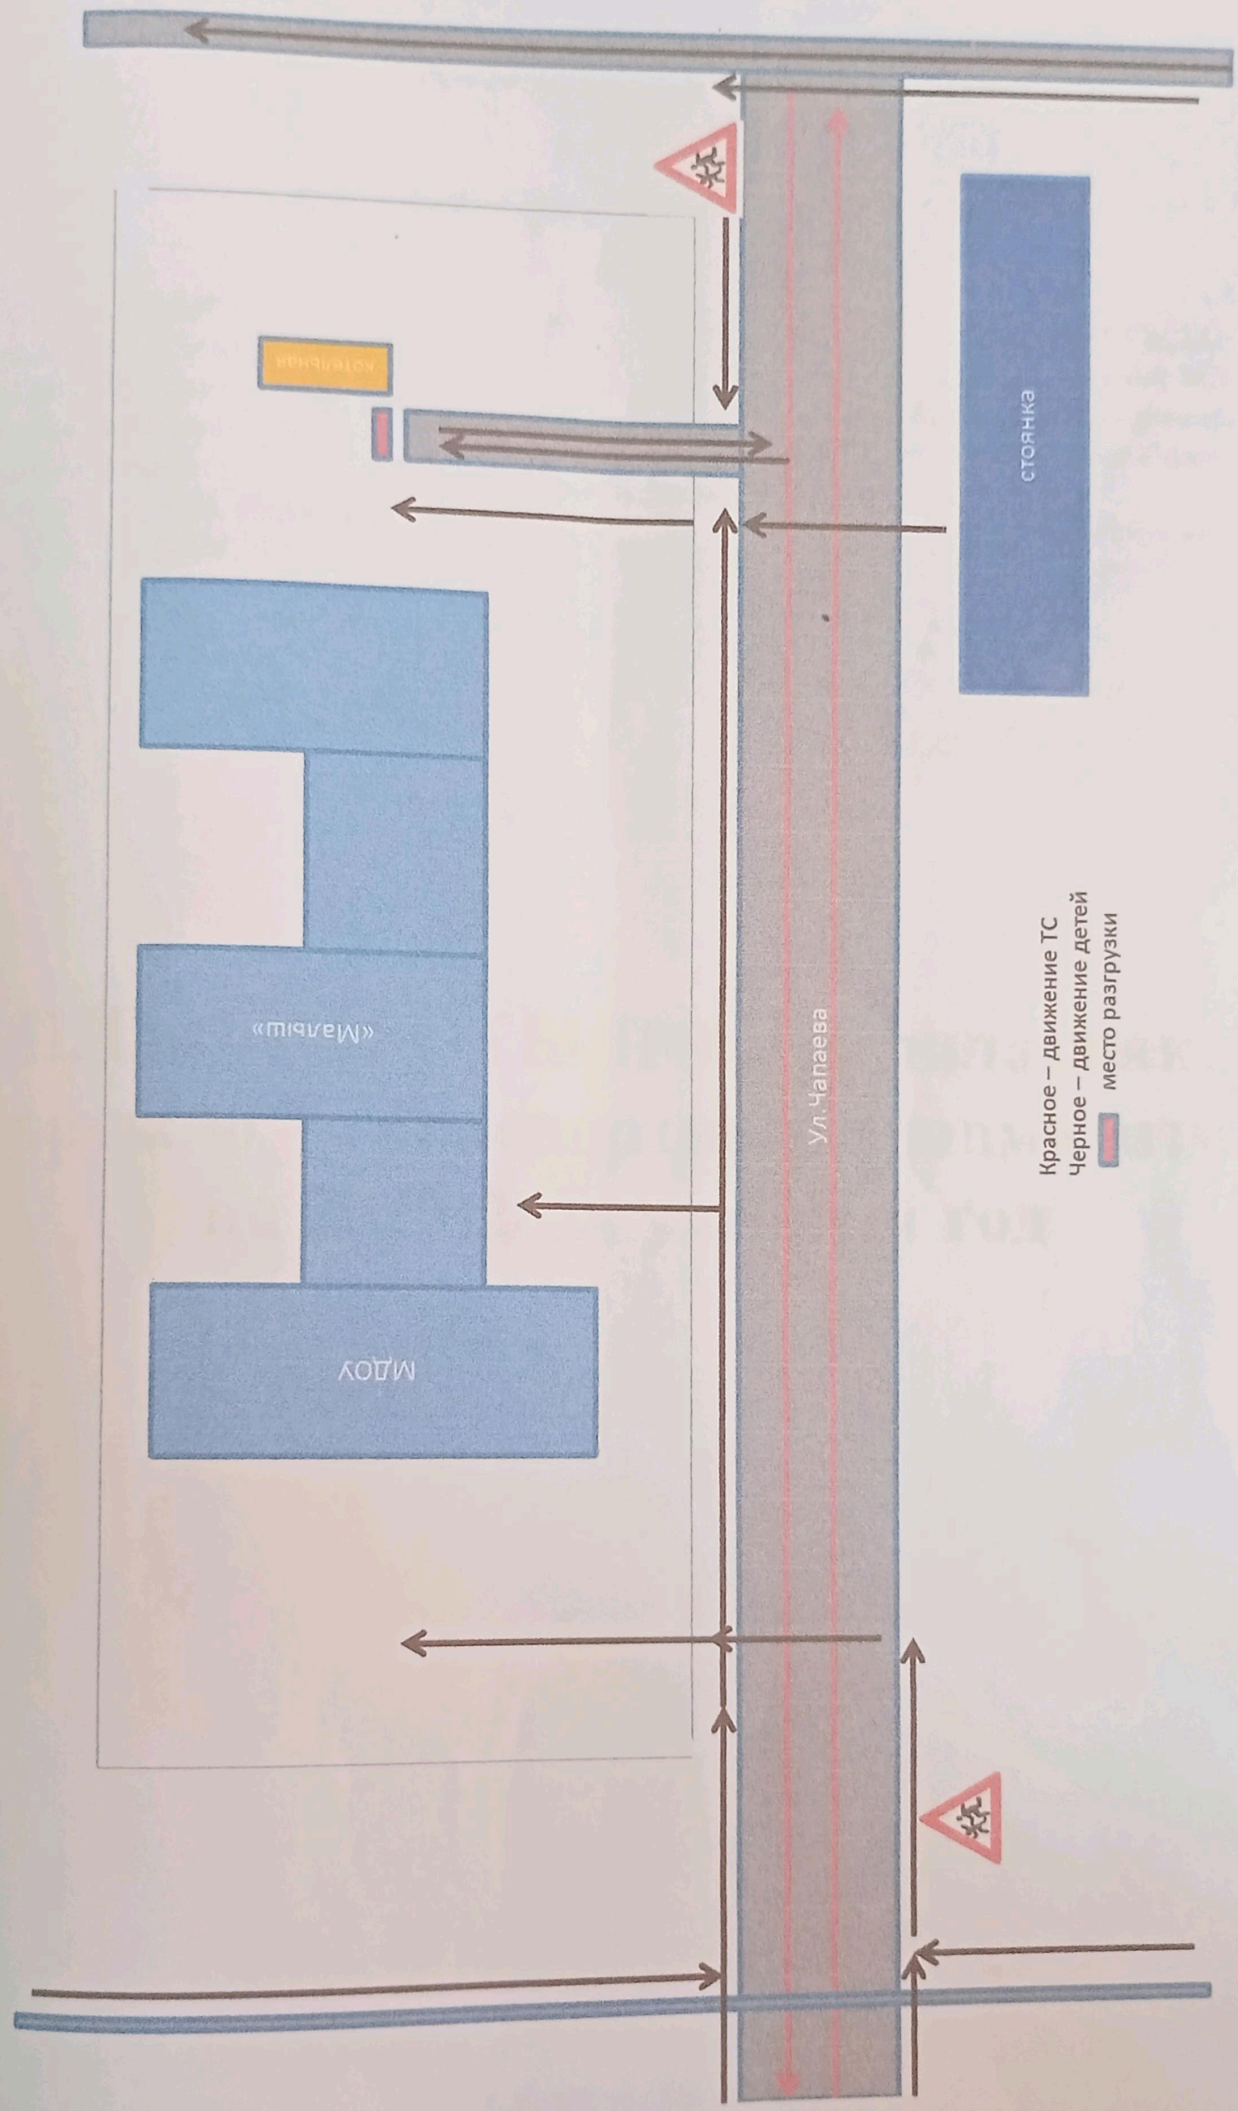 котельная
стоянка
«Малыш»
МДОУ
Ул.Чапаева
Красное – движение ТС
Черное – движение детей
место разгрузки